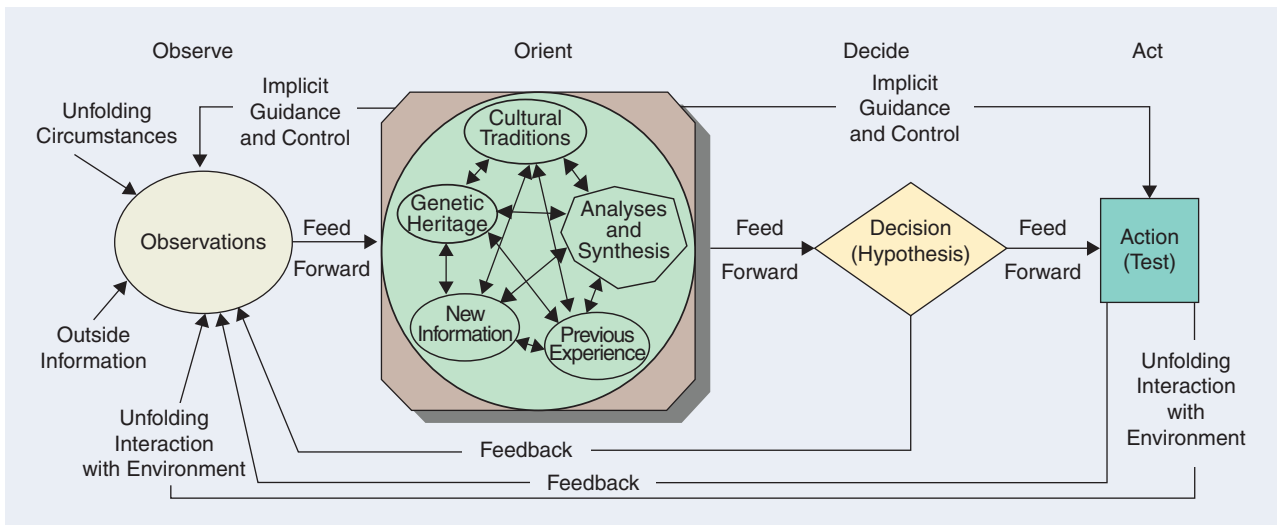 Observe
Orient
Decide
Act
Unfolding
Circumstances
Implicit
Guidance
and Control
Cultural
Traditions
Implicit
Guidance
and Control
Genetic
Heritage
Analyses
and
Synthesis
Observations
Feed
Forward
New
Information
Previous
Experience
Feed
Forward
Decision
(Hypothesis)
Feed
Forward
Action
(Test)
Outside
Information
Unfolding
Interaction
with Environment
Unfolding
Interaction
with
Environment
Feedback
Feedback